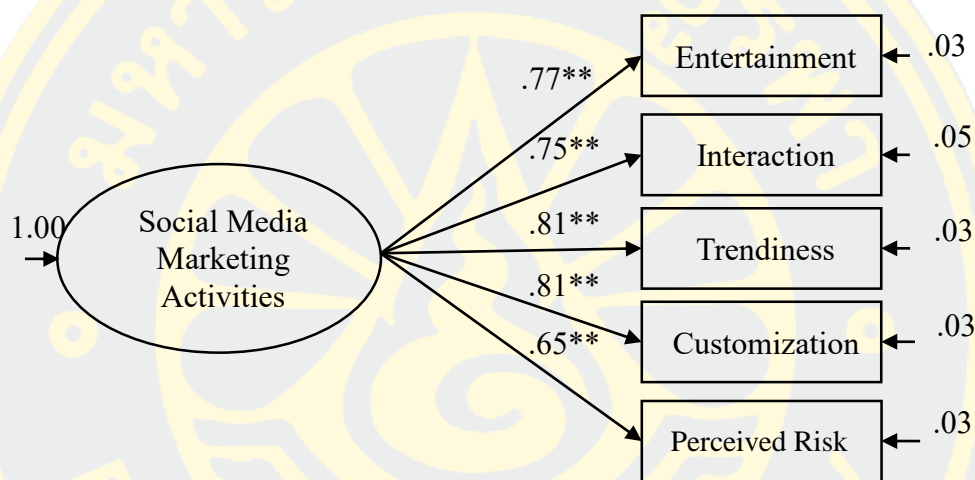 Entertainment
.03
.77**
Interaction
.05
.75**
1.00
Social Media
Marketing
Activities
.81**
Trendiness
.03
.81**
Customization
.03
.65**
Perceived Risk
.03